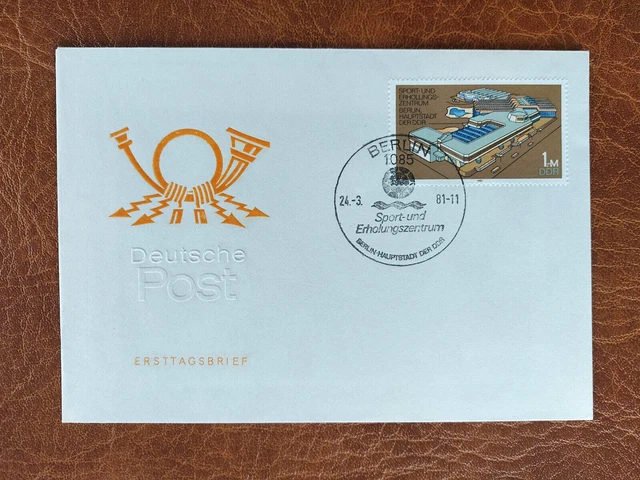 SPORT-UND
ERHOLUNGS-
ZENTRUM
BERLIN,
HAUPTSTADT
DER DDR
1.-M
DDR
BERLIN
1085
24.-3. 81-11
Sport-und
Erholungszentrum
BERLIN-HAUPTSTADT DER DDR
Deutsche
Post
ERSTTAGSBRIEF